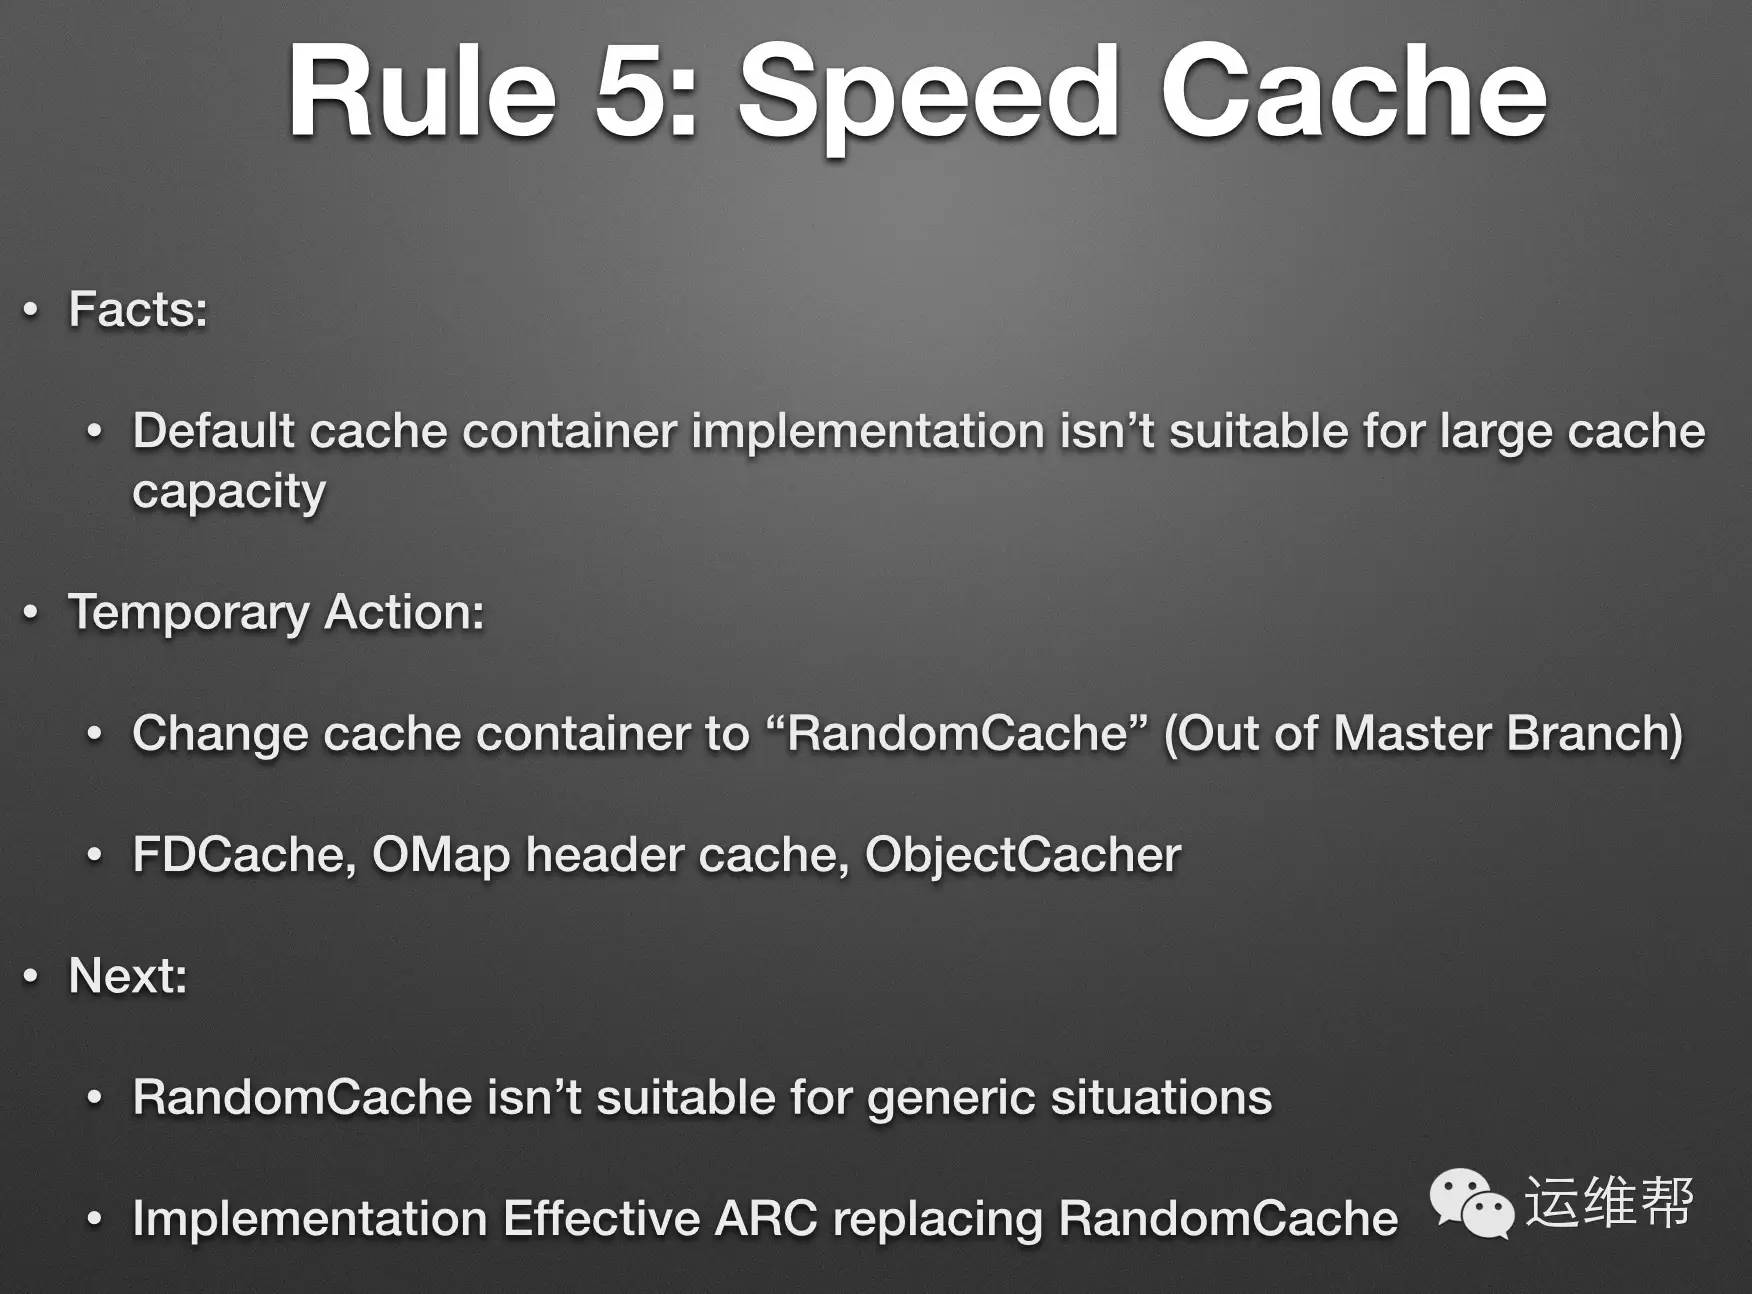 Rule 5: Speed Cache
• Facts:
• Default cache container implementation isn’t suitable for large cache
capacity
• Temporary Action:
• Change cache container to “RandomCache” (Out of Master Branch)
• FDCache, OMap header cache, ObjectCacher
• Next:
• RandomCache isn’t suitable for generic situations
• Implementation Effective ARC replacing RandomCache
运维帮